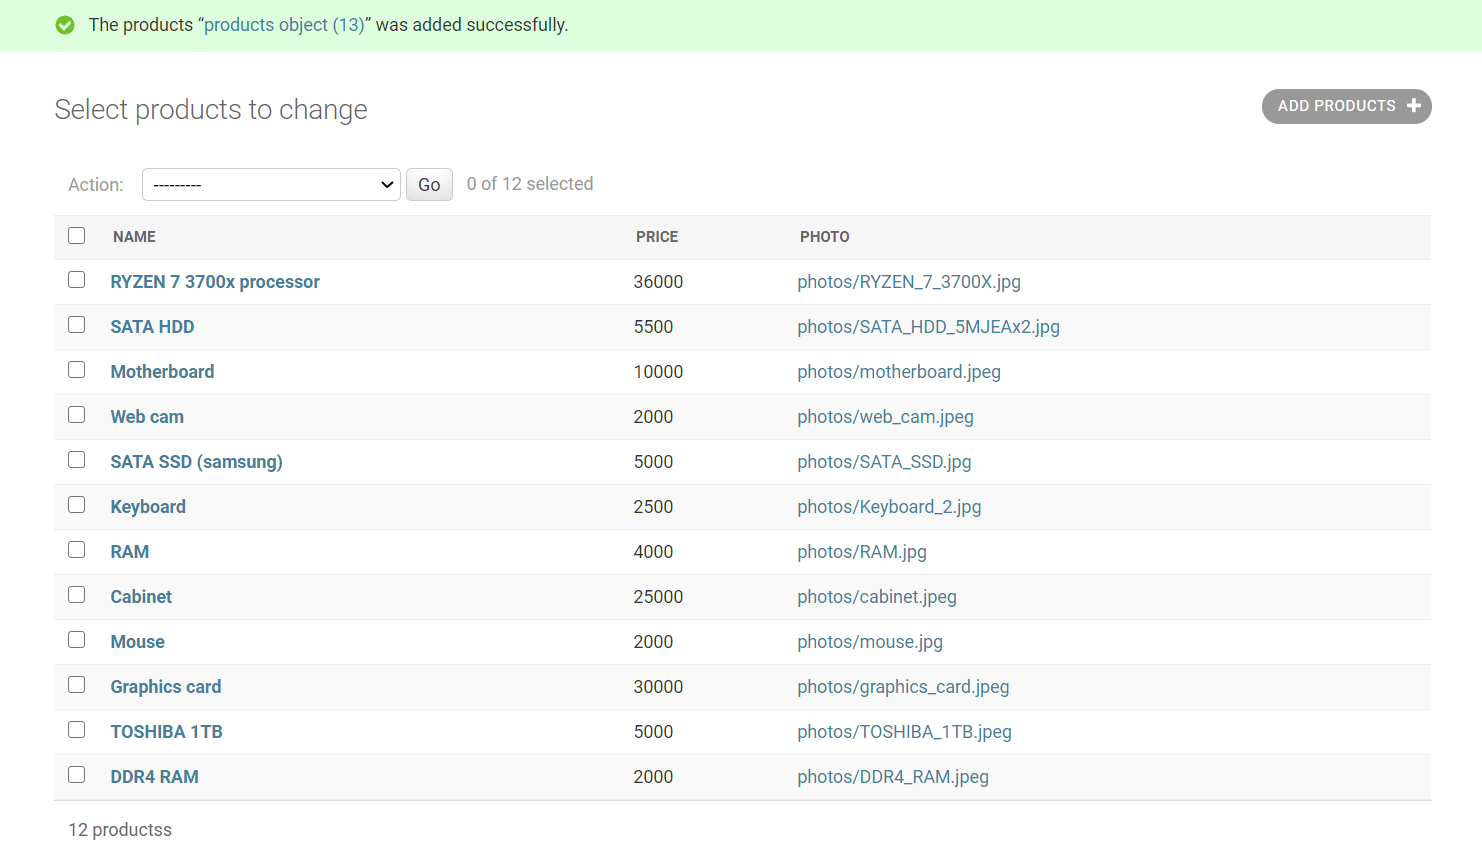 The products “products object (13)” was added successfully.
Select products to change
ADD PRODUCTS
Action: --------- Go 0 of 12 selected
NAME PRICE PHOTO
RYZEN 7 3700x processor 36000 photos/RYZEN_7_3700X.jpg
SATA HDD 5500 photos/SATA_HDD_5MJEAx2.jpg
Motherboard 10000 photos/motherboard.jpeg
Web cam 2000 photos/web_cam.jpeg
SATA SSD (samsung) 5000 photos/SATA_SSD.jpg
Keyboard 2500 photos/Keyboard_2.jpg
RAM 4000 photos/RAM.jpg
Cabinet 25000 photos/cabinet.jpeg
Mouse 2000 photos/mouse.jpg
Graphics card 30000 photos/graphics_card.jpeg
TOSHIBA 1TB 5000 photos/TOSHIBA_1TB.jpeg
DDR4 RAM 2000 photos/DDR4_RAM.jpeg
12 productss